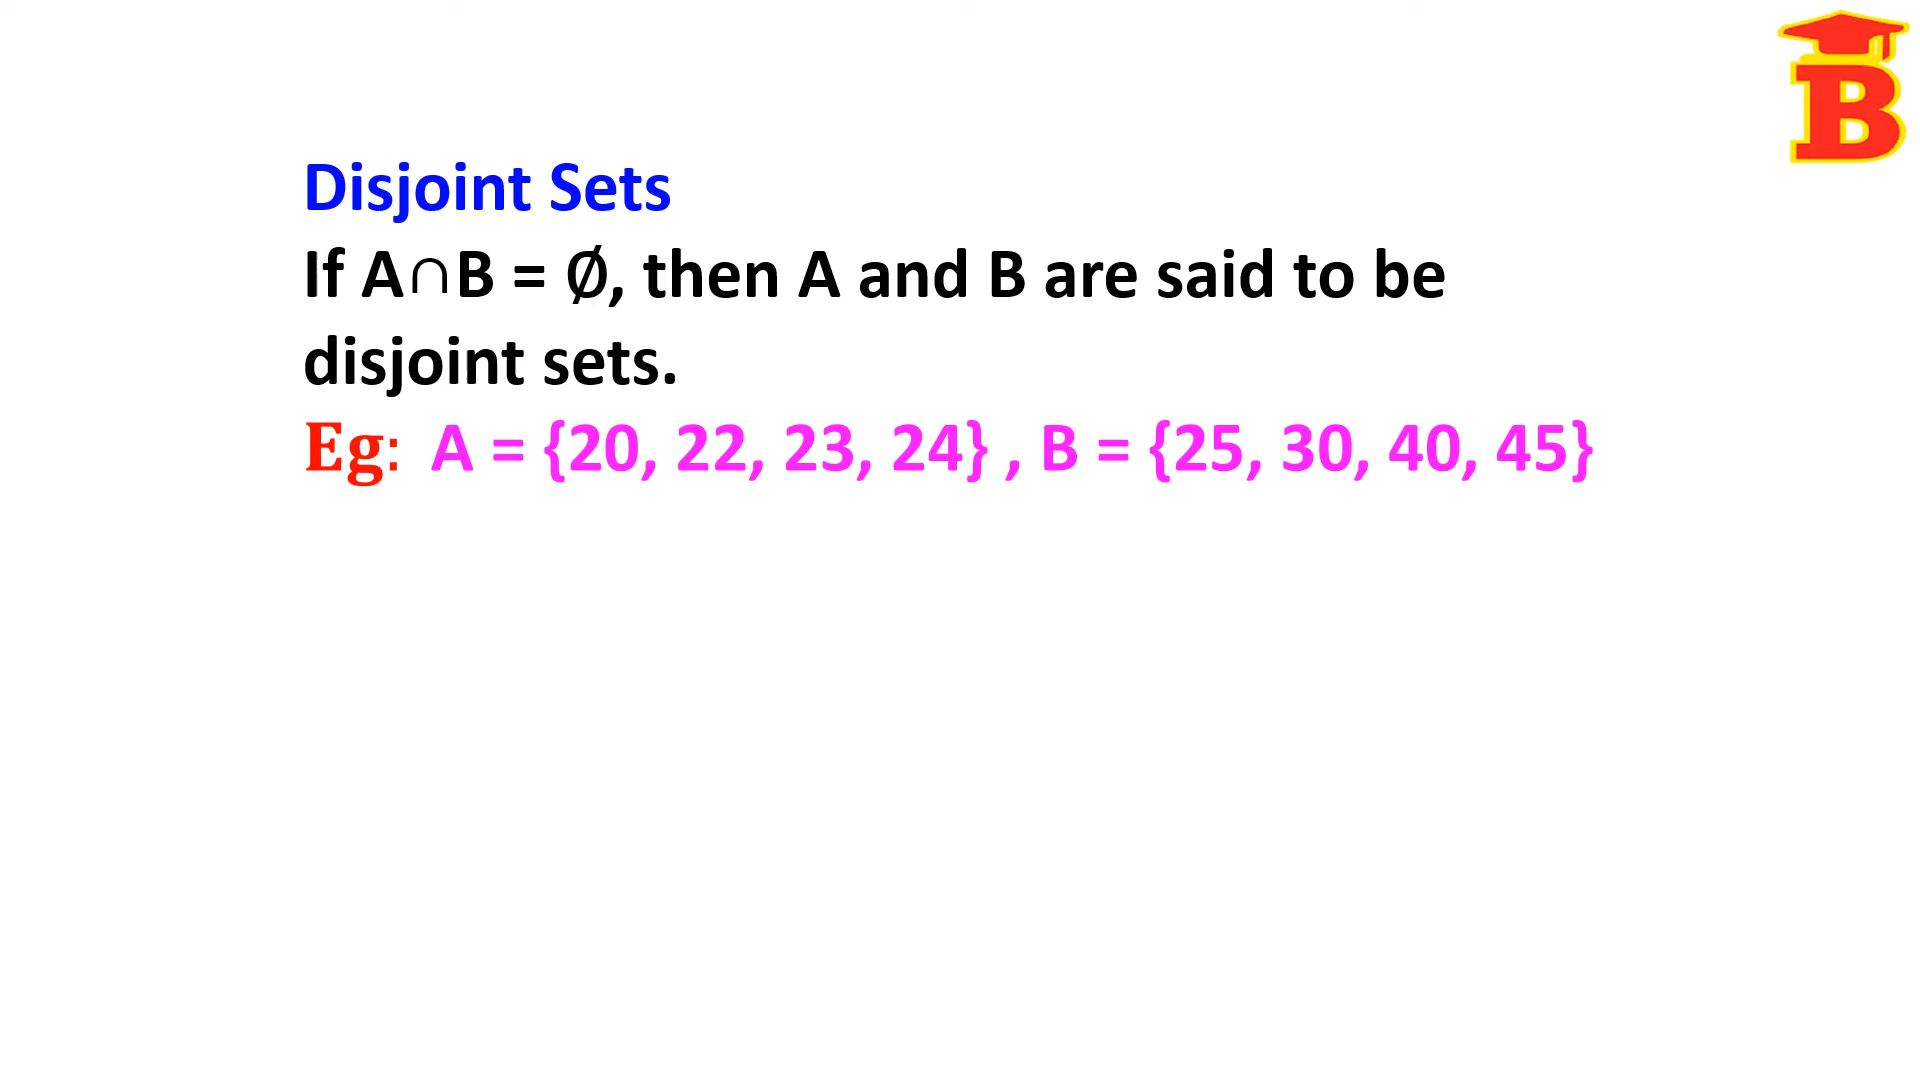 B
Disjoint Sets
If A∩B = ∅, then A and B are said to be
disjoint sets.
Eg: A = {20, 22, 23, 24} , B = {25, 30, 40, 45}